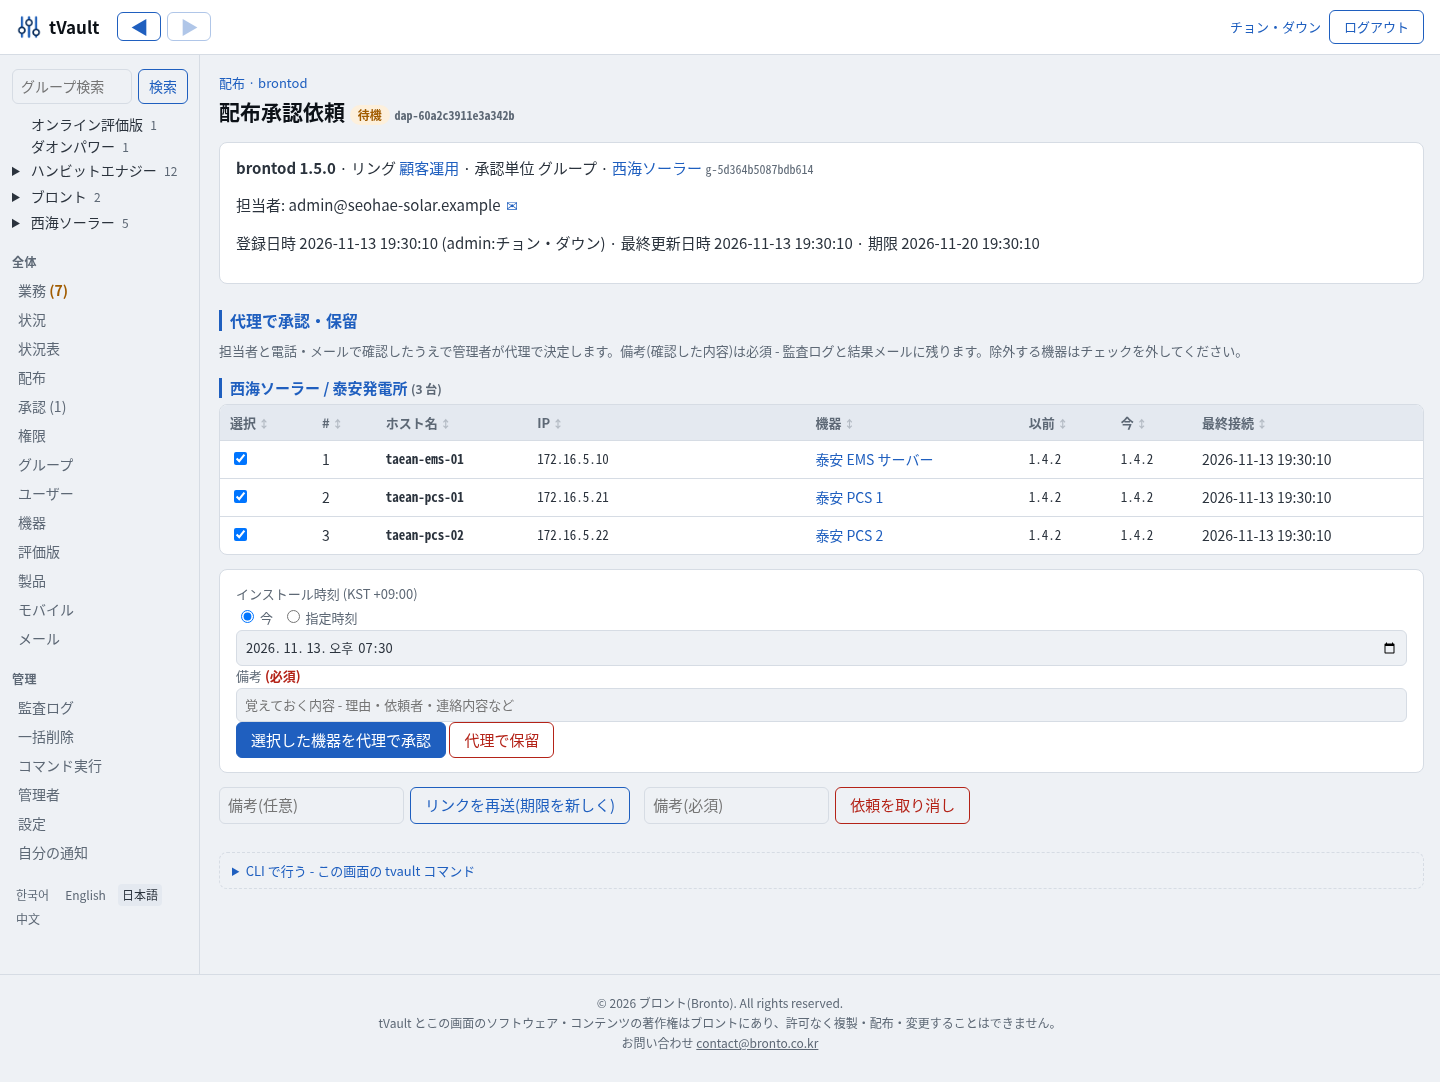 tVault ◀ ▶ チョン・ダウン ログアウト
グループ検索 検索
オンライン評価版 1
ダオンパワー 1
▶ ハンビットエナジー 12
▶ ブロント 2
▶ 西海ソーラー 5
全体
業務 (7)
状況
状況表
配布
承認 (1)
権限
グループ
ユーザー
機器
評価版
製品
モバイル
メール
管理
監査ログ
一括削除
コマンド実行
管理者
設定
自分の通知
한국어 English 日本語
中文
配布 · brontod
配布承認依頼 待機 dap-60a2c3911e3a342b
brontod 1.5.0 · リング 顧客運用 · 承認単位 グループ · 西海ソーラー g-5d364b5087bdb614
担当者: admin@seohae-solar.example ✉
登録日時 2026-11-13 19:30:10 (admin:チョン・ダウン) · 最終更新日時 2026-11-13 19:30:10 · 期限 2026-11-20 19:30:10
代理で承認・保留
担当者と電話・メールで確認したうえで管理者が代理で決定します。備考(確認した内容)は必須 - 監査ログと結果メールに残ります。除外する機器はチェックを外してください。
西海ソーラー / 泰安発電所 (3 台)
選択 ↕ # ↕ ホスト名 ↕ IP ↕ 機器 ↕ 以前 ↕ 今 ↕ 最終接続 ↕
1 taean-ems-01 172.16.5.10 泰安 EMS サーバー 1.4.2 1.4.2 2026-11-13 19:30:10
2 taean-pcs-01 172.16.5.21 泰安 PCS 1 1.4.2 1.4.2 2026-11-13 19:30:10
3 taean-pcs-02 172.16.5.22 泰安 PCS 2 1.4.2 1.4.2 2026-11-13 19:30:10
インストール時刻 (KST +09:00)
今 指定時刻
2026. 11. 13. 오후 07:30
備考 (必須)
覚えておく内容 - 理由・依頼者・連絡内容など
選択した機器を代理で承認 代理で保留
備考(任意) リンクを再送(期限を新しく) 備考(必須) 依頼を取り消し
▶ CLI で行う - この画面の tvault コマンド
© 2026 ブロント(Bronto). All rights reserved.
tVault とこの画面のソフトウェア・コンテンツの著作権はブロントにあり、許可なく複製・配布・変更することはできません。
お問い合わせ contact@bronto.co.kr